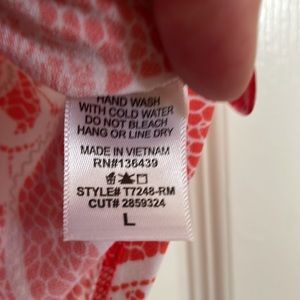 HAND WASH
WITH COLD WATER
DO NOT BLEACH
HANG OR LINE DRY
MADE IN VIETNAM
RN#136439
STYLE# T7248-RM
CUT# 2859324
L